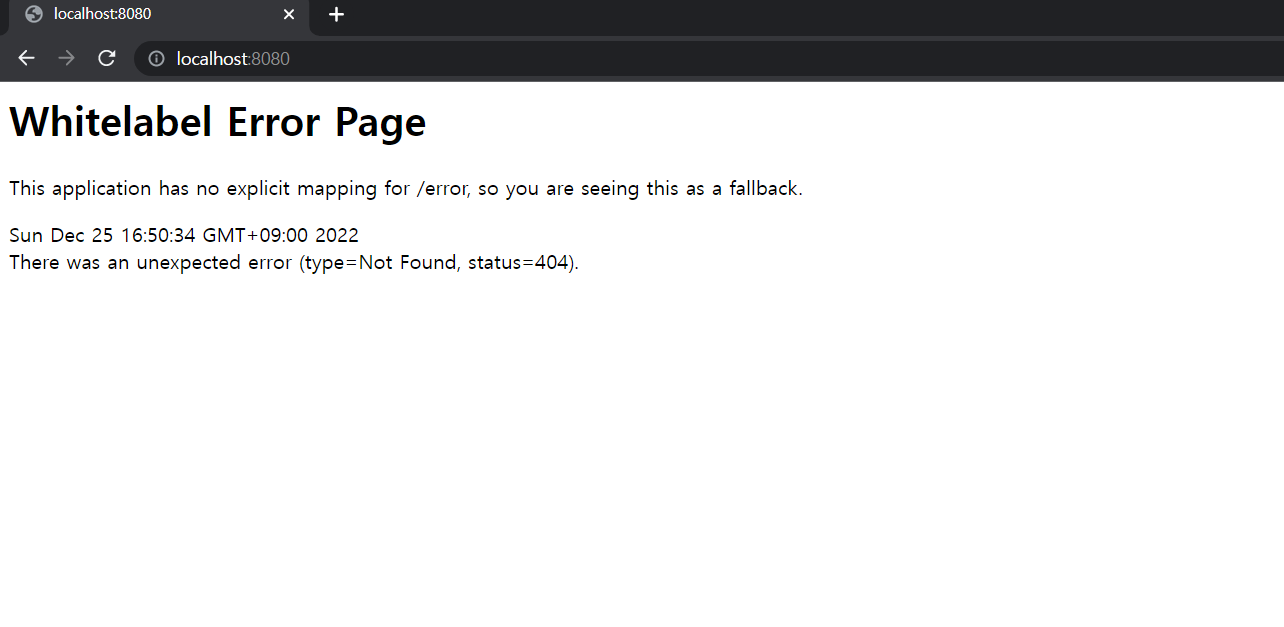 localhost:8080
localhost:8080
Whitelabel Error Page
This application has no explicit mapping for /error, so you are seeing this as a fallback.
Sun Dec 25 16:50:34 GMT+09:00 2022
There was an unexpected error (type=Not Found, status=404).